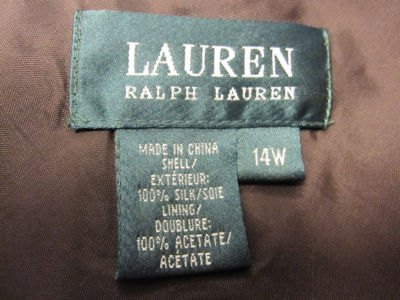 LAUREN
RALPH LAUREN
MADE IN CHINA
SHELL/
EXTÉRIEUR:
100% SILK/SOIE
LINING/
DOUBLURE:
100% ACETATE/
ACÉTATE
14W